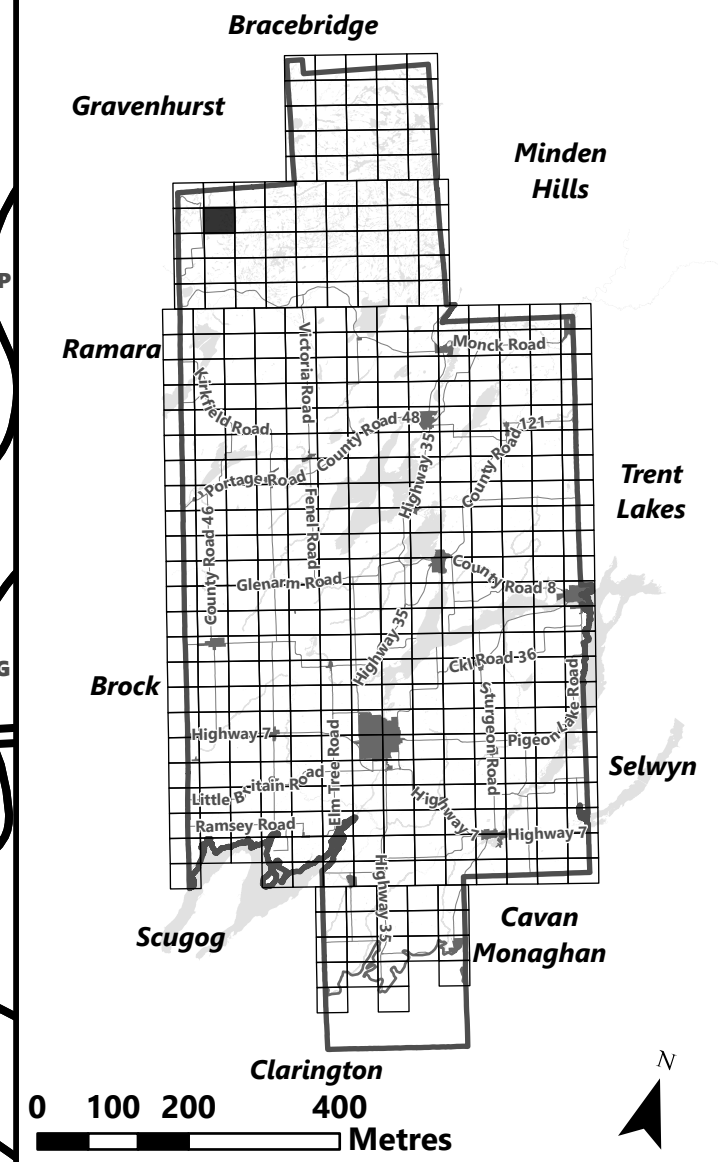 Bracebridge
Gravenhurst
Minden
Hills
P
Ramara
Monck Road
Victoria Road
Kirkfield Road
County Road 48
County Road 121
Highway 35
Trent
Lakes
Portage Road
Fenel Road
County Road 46
Glenarm Road
County Road 8
Highway 35
G
Ckl Road 36
Brock
Sturgeon Road
Pigeon Lake Road
Highway 7
Elm Tree Road
Selwyn
Little Britain Road
Highway 7
Ramsey Road
Highway 7
Highway 35
Scugog
Cavan
Monaghan
Clarington
N
0 100 200 400
Metres